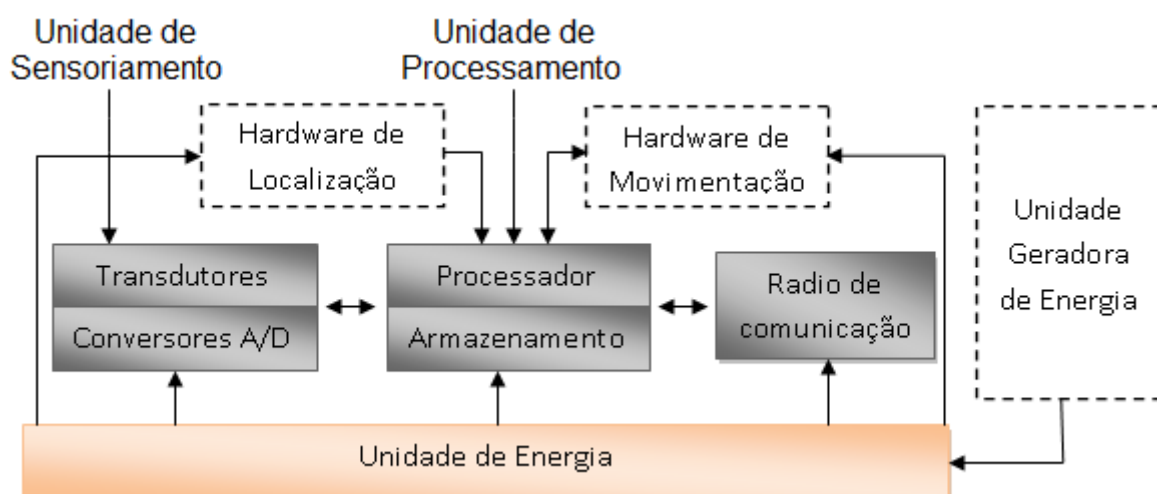 Unidade de
Sensoriamento
Unidade de
Processamento
Hardware de
Localização
Hardware de
Movimentação
Unidade
Geradora
de Energia
Transdutores
Conversores A/D
Processador
Armazenamento
Radio de
comunicação
Unidade de Energia